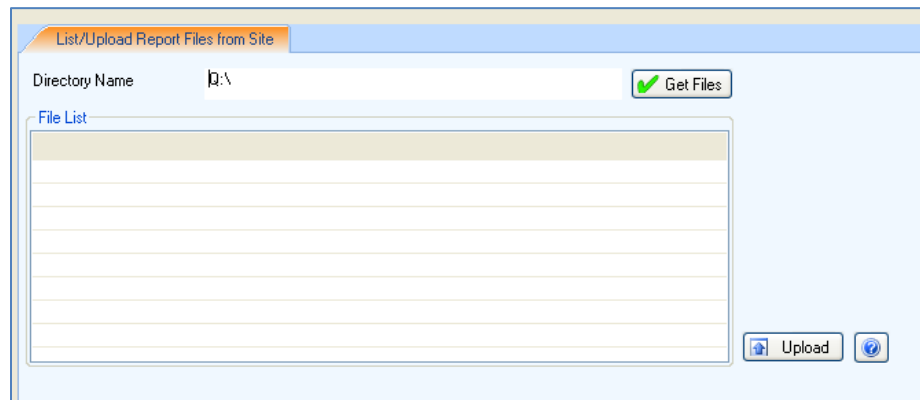 List/Upload Report Files from Site
Directory Name Q:\ Get Files
File List
Upload